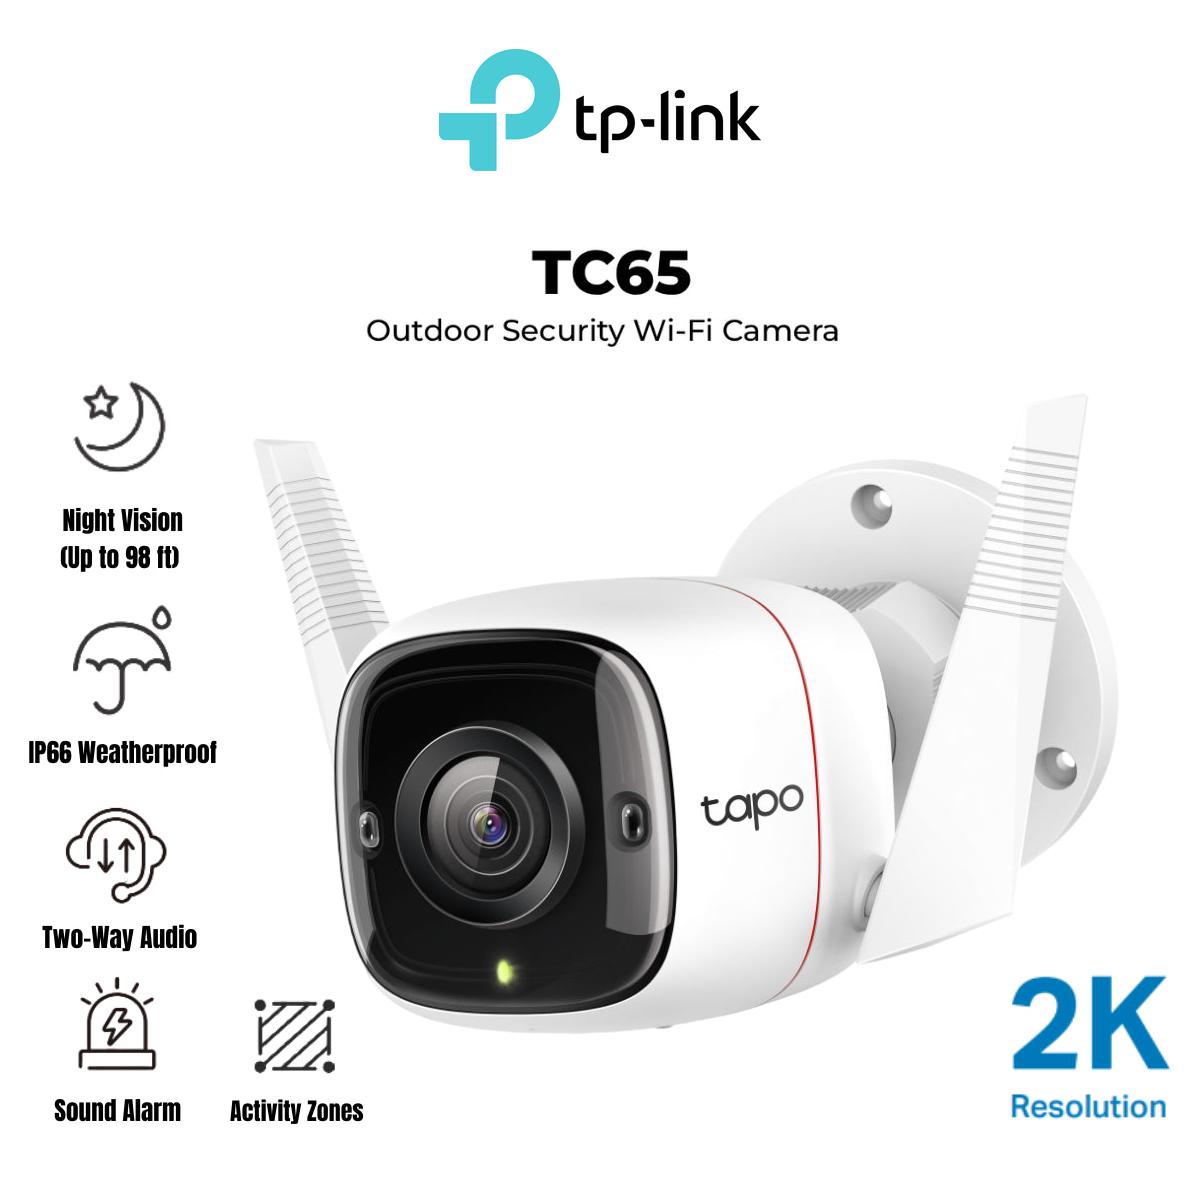 tp-link
TC65
Outdoor Security Wi-Fi Camera
Night Vision
(Up to 98 ft)
IP66 Weatherproof
Two-Way Audio
Sound Alarm
Activity Zones
tapo
2K
Resolution